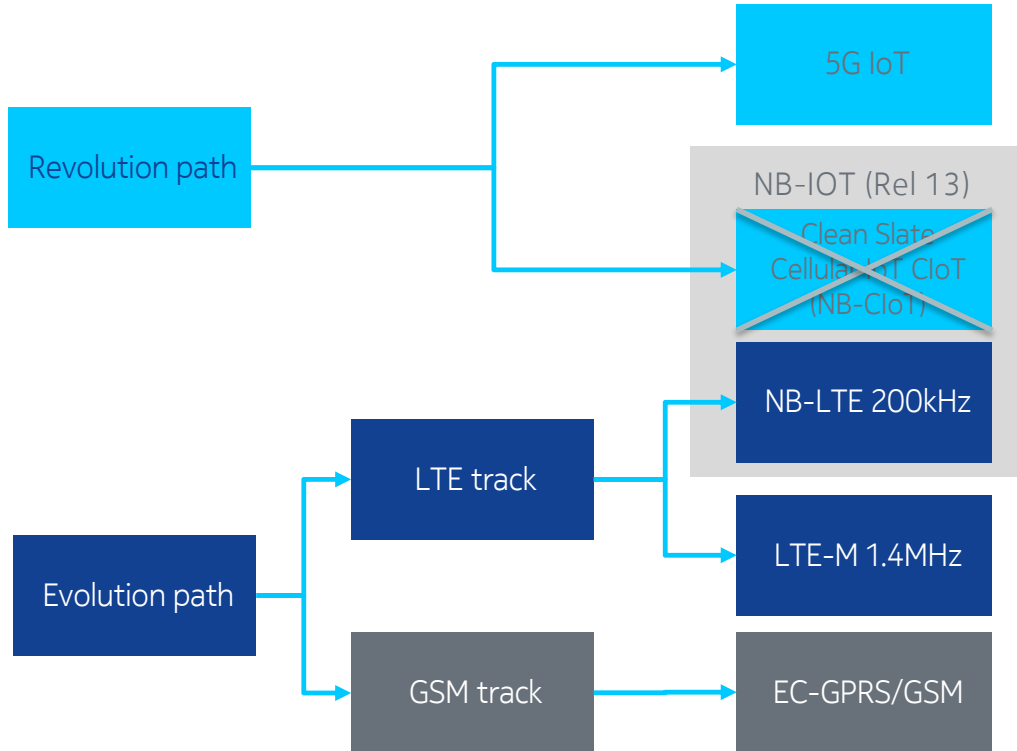 5G IoT
Revolution path
NB-IOT (Rel 13)
Clean Slate
Cellular IoT CIoT
(NB-CIoT)
NB-LTE 200kHz
LTE track
LTE-M 1.4MHz
Evolution path
GSM track
EC-GPRS/GSM